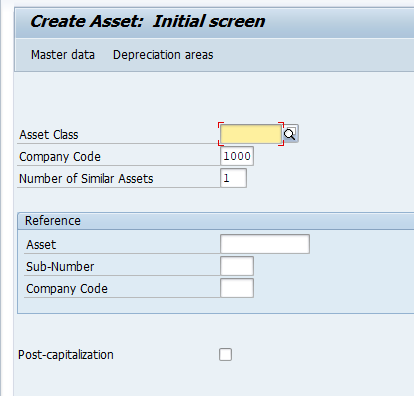 Create Asset: Initial screen
Master data Depreciation areas
Asset Class
Company Code 1000
Number of Similar Assets 1
Reference
Asset
Sub-Number
Company Code
Post-capitalization